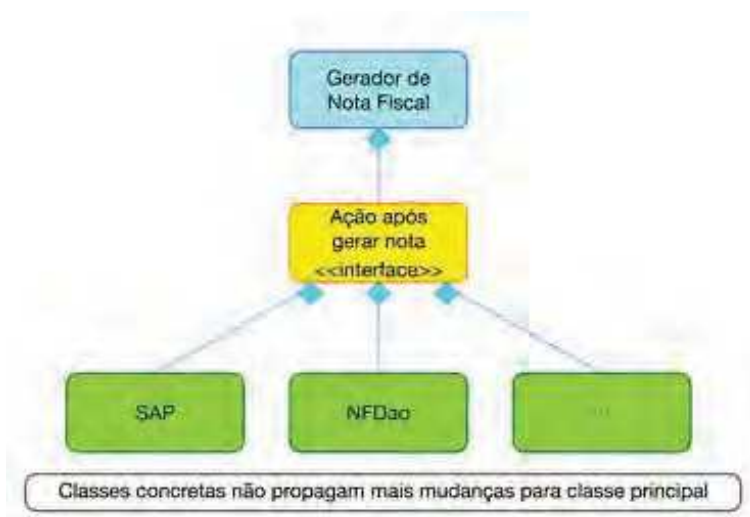 Gerador de
Nota Fiscal
Ação após
gerar nota
<<interface>>
SAP
NFDao
...
Classes concretas não propagam mais mudanças para classe principal